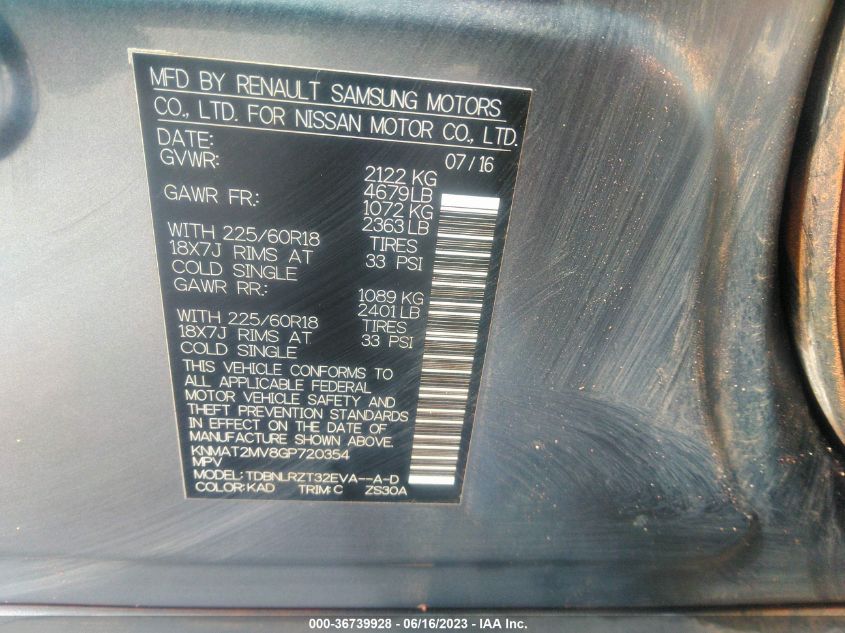 MFD BY RENAULT SAMSUNG MOTORS
CO., LTD. FOR NISSAN MOTOR CO., LTD.
DATE: 07/16
GVWR: 2122 KG
4679LB
GAWR FR.: 1072 KG
2363 LB
WITH 225/60R18 TIRES
18X7J RIMS AT 33 PSI
COLD SINGLE
GAWR RR.: 1089 KG
2401 LB
WITH 225/60R18 TIRES
18X7J RIMS AT 33 PSI
COLD SINGLE
THIS VEHICLE CONFORMS TO
ALL APPLICABLE FEDERAL
MOTOR VEHICLE SAFETY AND
THEFT PREVENTION STANDARDS
IN EFFECT ON THE DATE OF
MANUFACTURE SHOWN ABOVE.
KNMAT2MV8GP720354
MPV
MODEL: TDBNLRZT32EVA--A-D
COLOR: KAD TRIM: C ZS30A
000-36739928 - 06/16/2023 - IAA Inc.